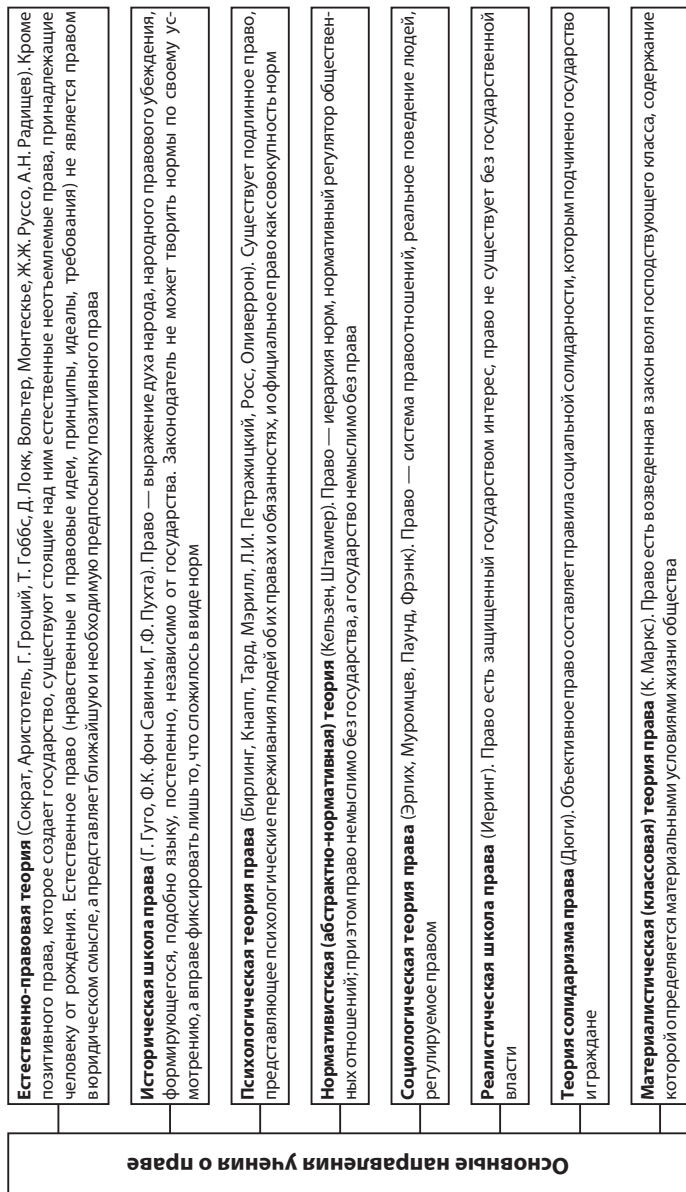 Основные направления учения о праве
Естественно-правовая теория (Сократ, Аристотель, Г. Гроций, Т. Гоббс, Д. Локк, Вольтер, Монтескье, Ж.Ж. Руссо, А.Н. Радищев). Кроме
позитивного права, которое создает государство, существуют стоящие над ним естественные неотъемлемые права, принадлежащие
человеку от рождения. Естественное право (нравственные и правовые идеи, принципы, идеалы, требования) не является правом
в юридическом смысле, а представляет ближайшую и необходимую предпосылку позитивного права
Историческая школа права (Г. Гуго, Ф.К. фон Савиньи, Г.Ф. Пухта). Право — выражение духа народа, народного правового убеждения,
формирующегося, подобно языку, постепенно, независимо от государства. Законодатель не может творить нормы по своему ус-
мотрению, а вправе фиксировать лишь то, что сложилось в виде норм
Психологическая теория права (Бирлинг, Кнапп, Тард, Мэрилл, Л.И. Петражицкий, Росс, Оливеррон). Существует подлинное право,
представляющее психологические переживания людей об их правах и обязанностях, и официальное право как совокупность норм
Нормативистская (абстрактно-нормативная) теория (Кельзен, Штамлер). Право — иерархия норм, нормативный регулятор обществен-
ных отношений; при этом право немыслимо без государства, а государство немыслимо без права
Социологическая теория права (Эрлих, Муромцев, Паунд, Фрэнк). Право — система правоотношений, реальное поведение людей,
регулируемое правом
Реалистическая школа права (Иеринг). Право есть защищенный государством интерес, право не существует без государственной
власти
Теория солидаризма права (Дюги). Объективное право составляет правила социальной солидарности, которым подчинено государство
и граждане
Материалистическая (классовая) теория права (К. Маркс). Право есть возведенная в закон воля господствующего класса, содержание
которой определяется материальными условиями жизни общества